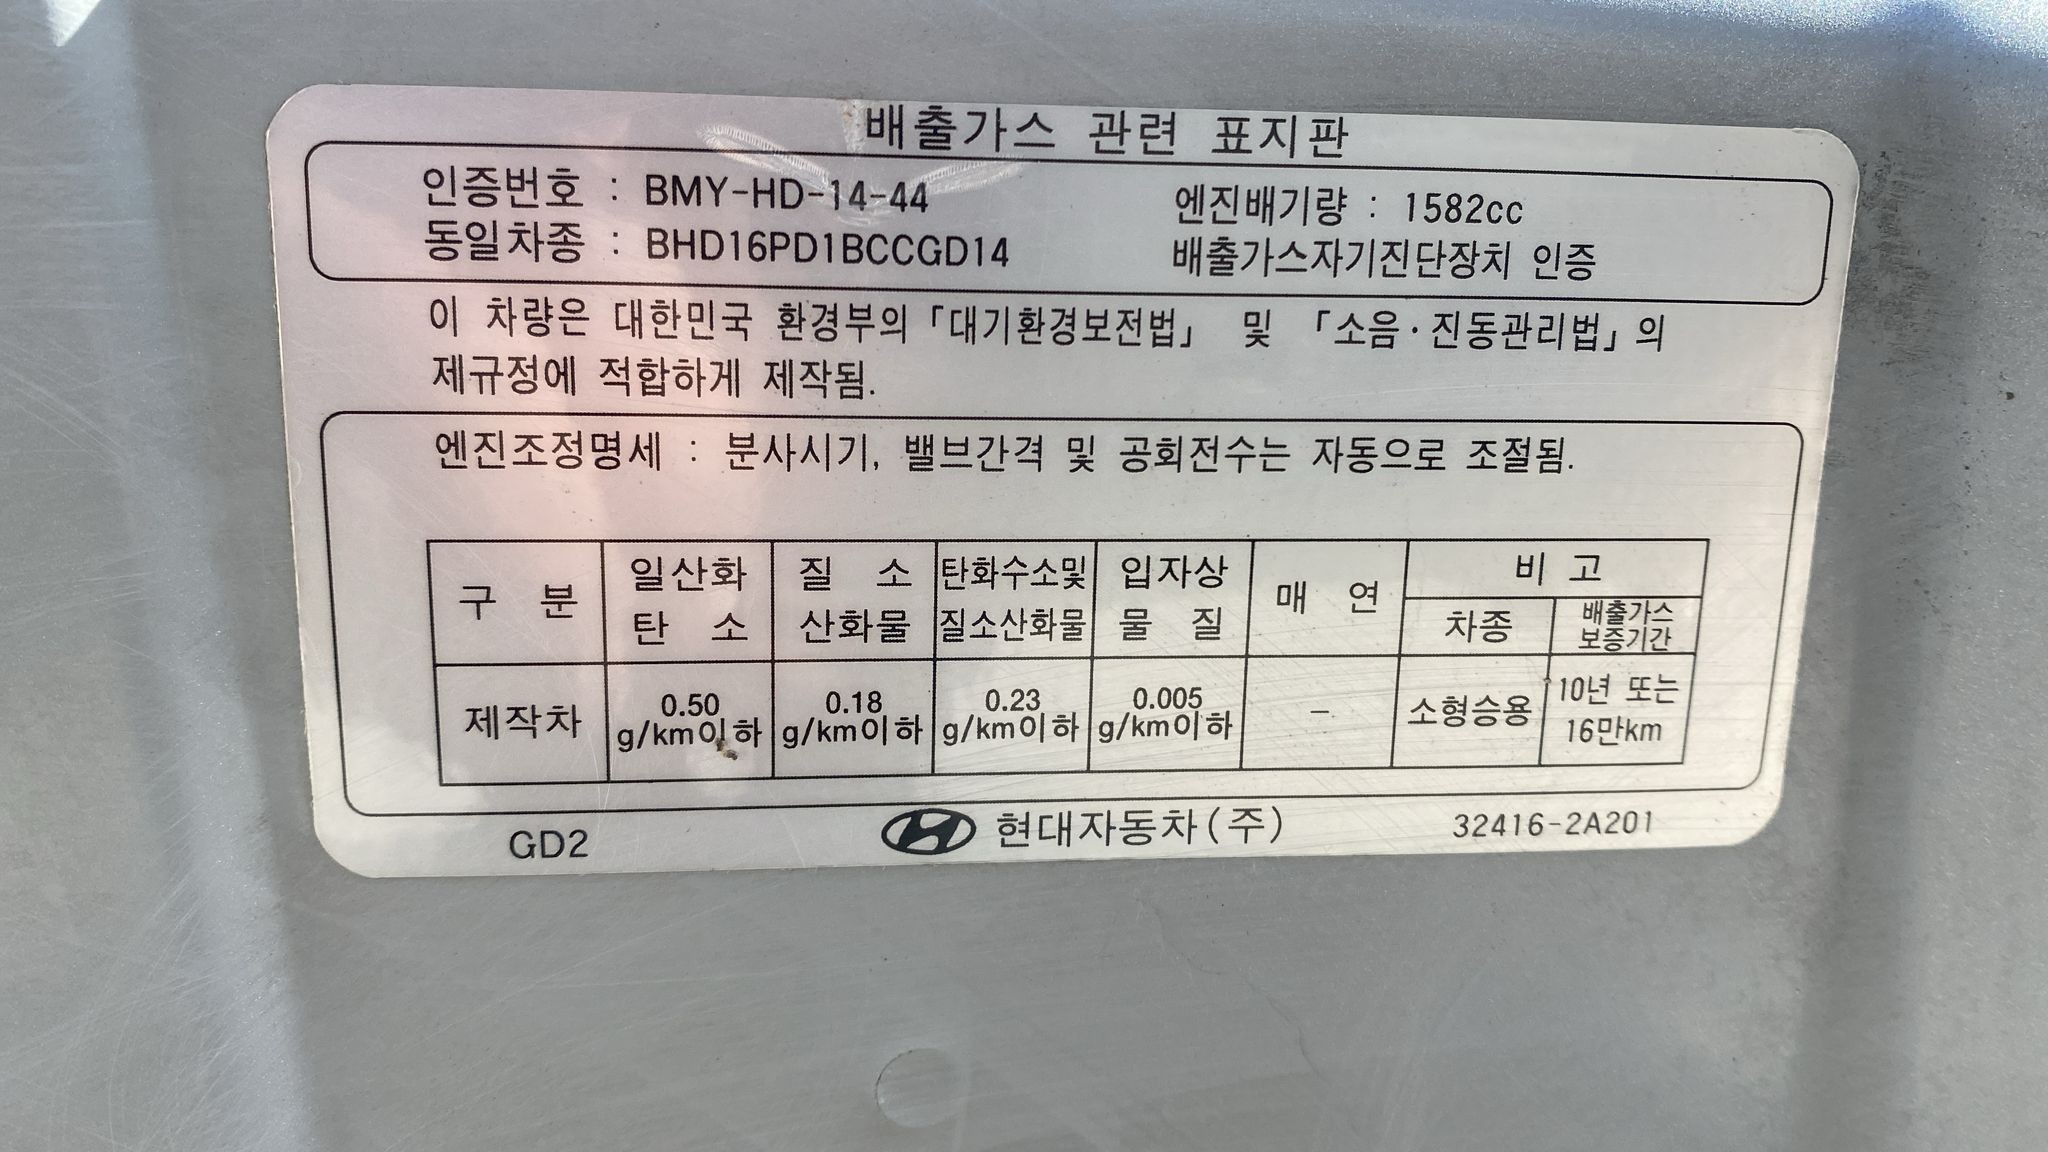 배출가스 관련 표지판
인증번호 : BMY-HD-14-44
엔진배기량 : 1582cc
동일차종 : BHD16PD1BCCGD14
배출가스자기진단장치 인증
이 차량은 대한민국 환경부의 「대기환경보전법」 및 「소음·진동관리법」의
제규정에 적합하게 제작됨.
엔진조정명세 : 분사시기, 밸브간격 및 공회전수는 자동으로 조절됨.
구 분
일산화
탄 소
질 소
산화물
탄화수소및
질소산화물
입자상
물 질
매 연
비 고
차종
배출가스
보증기간
제작차
0.50
g/km이하
0.18
g/km이하
0.23
g/km이하
0.005
g/km이하
-
소형승용
10년 또는
16만km
GD2
현대자동차(주)
32416-2A201